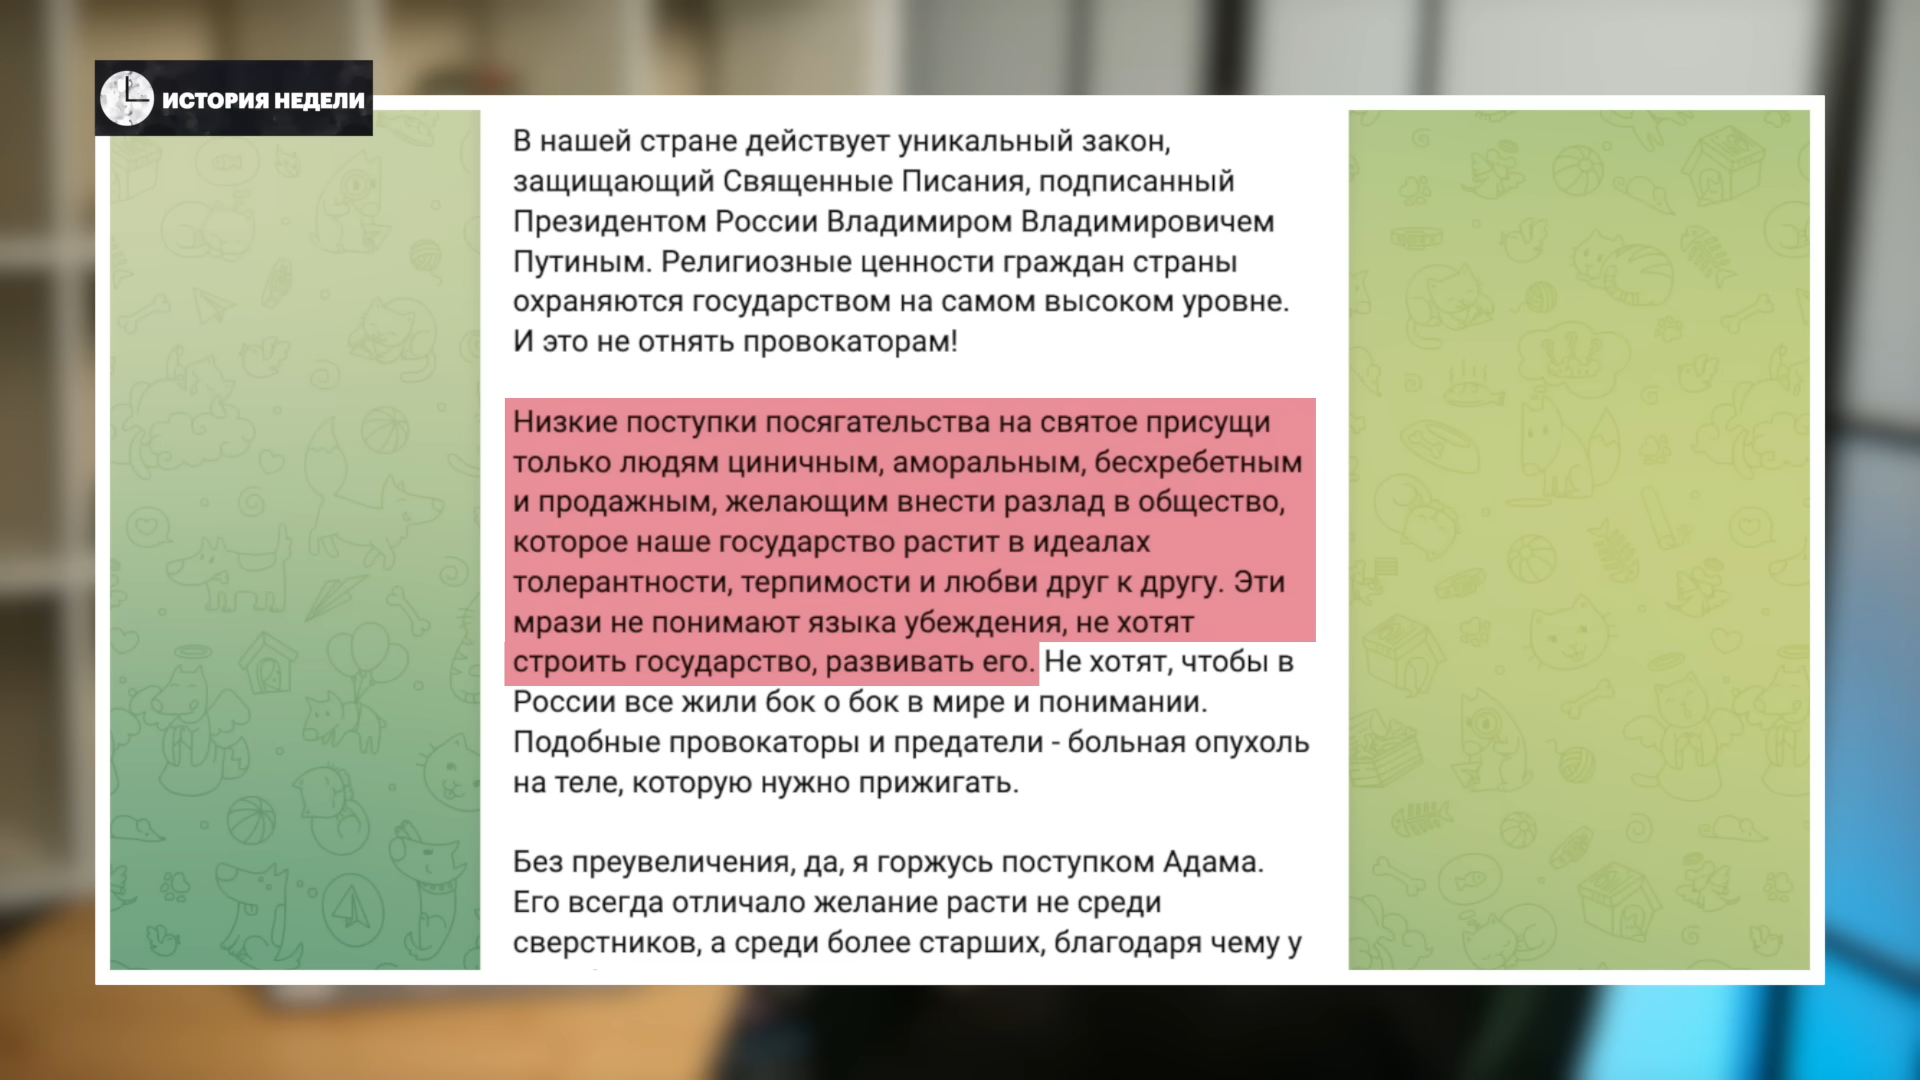 ИСТОРИЯ НЕДЕЛИ
В нашей стране действует уникальный закон,
защищающий Священные Писания, подписанный
Президентом России Владимиром Владимировичем
Путиным. Религиозные ценности граждан страны
охраняются государством на самом высоком уровне.
И это не отнять провокаторам!
Низкие поступки посягательства на святое присущи
только людям циничным, аморальным, бесхребетным
и продажным, желающим внести разлад в общество,
которое наше государство растит в идеалах
толерантности, терпимости и любви друг к другу. Эти
мрази не понимают языка убеждения, не хотят
строить государство, развивать его. Не хотят, чтобы в
России все жили бок о бок в мире и понимании.
Подобные провокаторы и предатели - больная опухоль
на теле, которую нужно прижигать.
Без преувеличения, да, я горжусь поступком Адама.
Его всегда отличало желание расти не среди
сверстников, а среди более старших, благодаря чему у